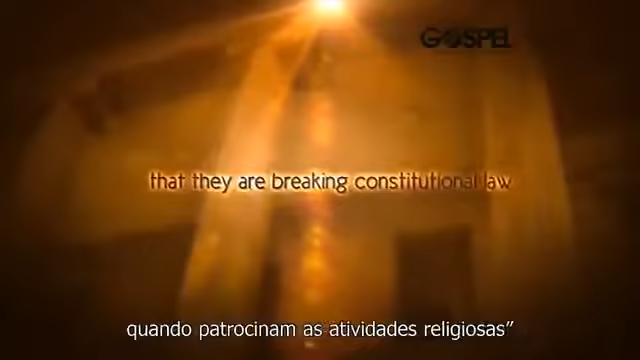 GOSPEL
that they are breaking constitutional law
quando patrocinam as atividades religiosas”